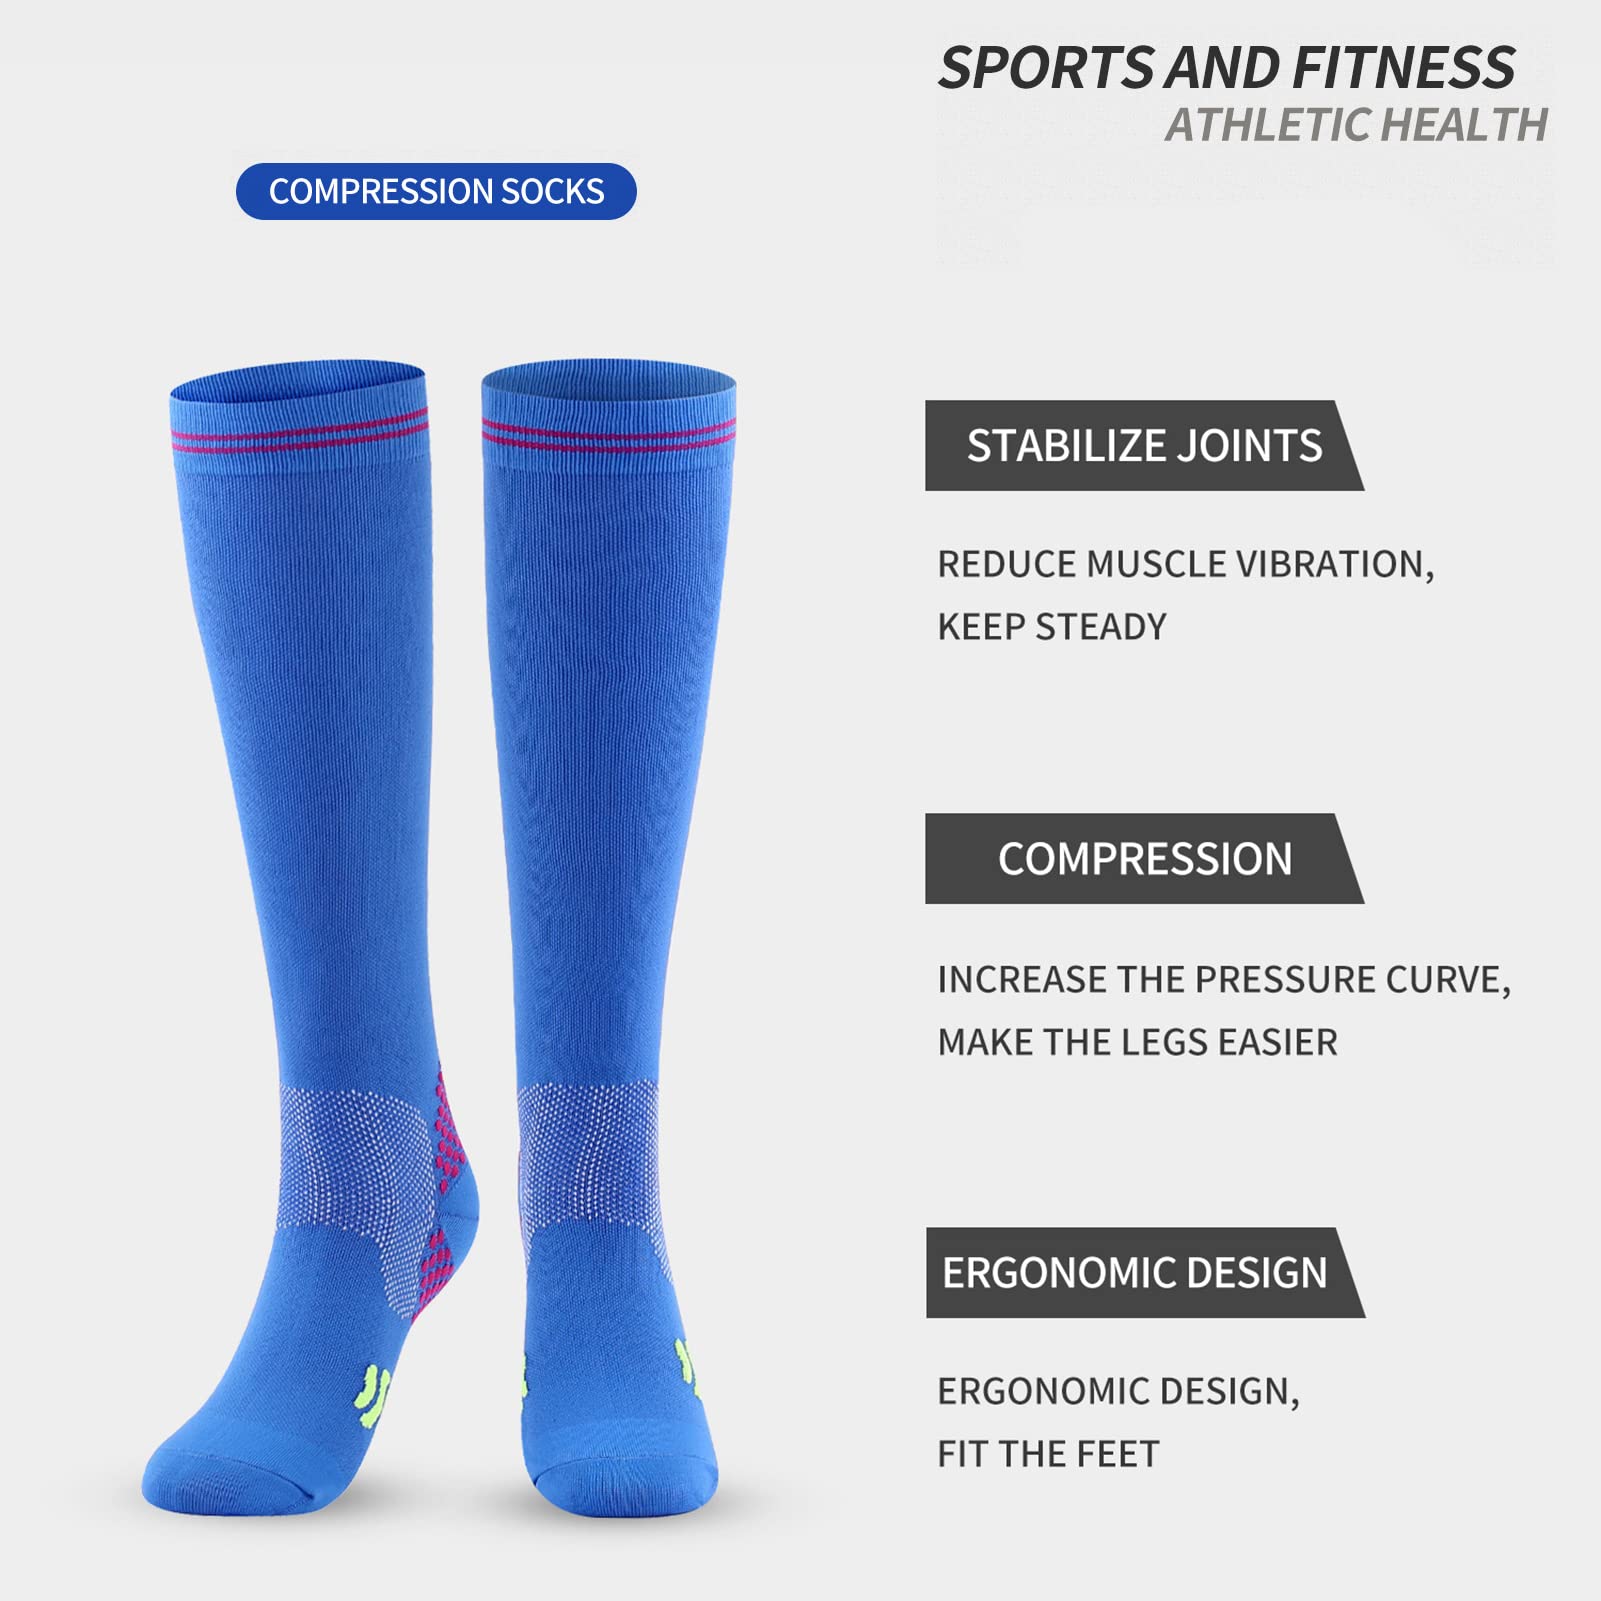 SPORTS AND FITNESS
ATHLETIC HEALTH
COMPRESSION SOCKS
STABILIZE JOINTS
REDUCE MUSCLE VIBRATION,
KEEP STEADY
COMPRESSION
INCREASE THE PRESSURE CURVE,
MAKE THE LEGS EASIER
ERGONOMIC DESIGN
ERGONOMIC DESIGN,
FIT THE FEET